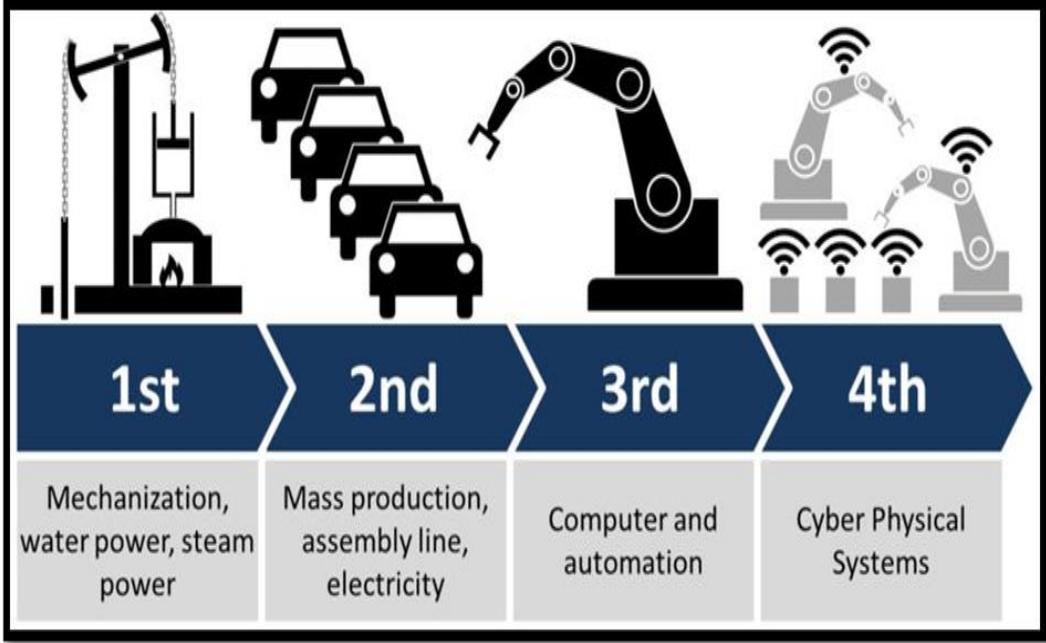 1st
2nd
3rd
4th
Mechanization,
water power, steam
power
Mass production,
assembly line,
electricity
Computer and
automation
Cyber Physical
Systems